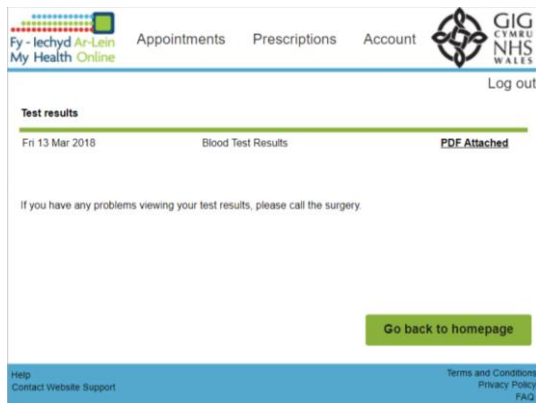 Fy - Iechyd Ar-Lein
My Health Online
Appointments Prescriptions Account
GIG
CYMRU
NHS
WALES
Log out
Test results
Fri 13 Mar 2018 Blood Test Results PDF Attached
If you have any problems viewing your test results, please call the surgery.
Go back to homepage
Help
Contact Website Support
Terms and Conditions
Privacy Policy
FAQ